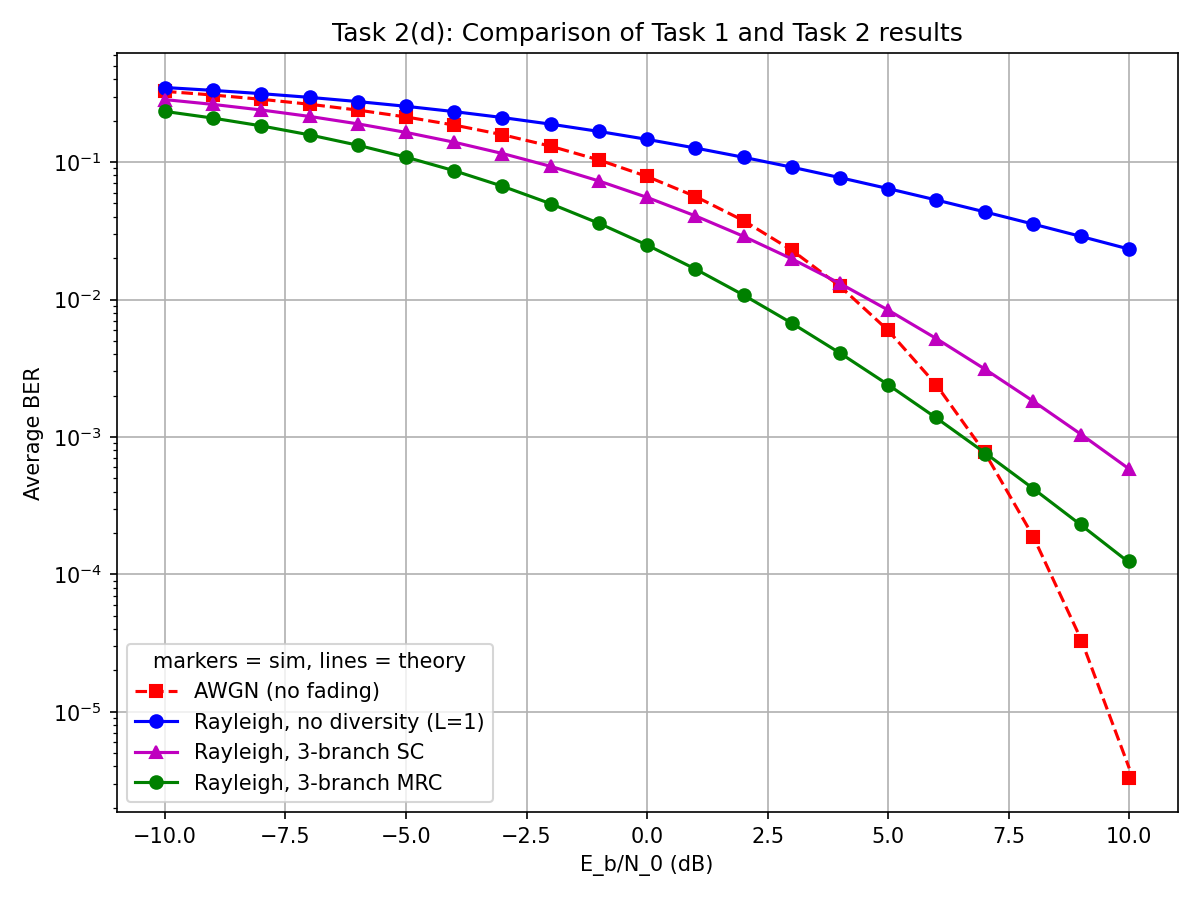 Task 2(d): Comparison of Task 1 and Task 2 results
Average BER
10⁻¹
10⁻²
10⁻³
10⁻⁴
10⁻⁵
markers = sim, lines = theory
AWGN (no fading)
Rayleigh, no diversity (L=1)
Rayleigh, 3-branch SC
Rayleigh, 3-branch MRC
−10.0 −7.5 −5.0 −2.5 0.0 2.5 5.0 7.5 10.0
E_b/N_0 (dB)